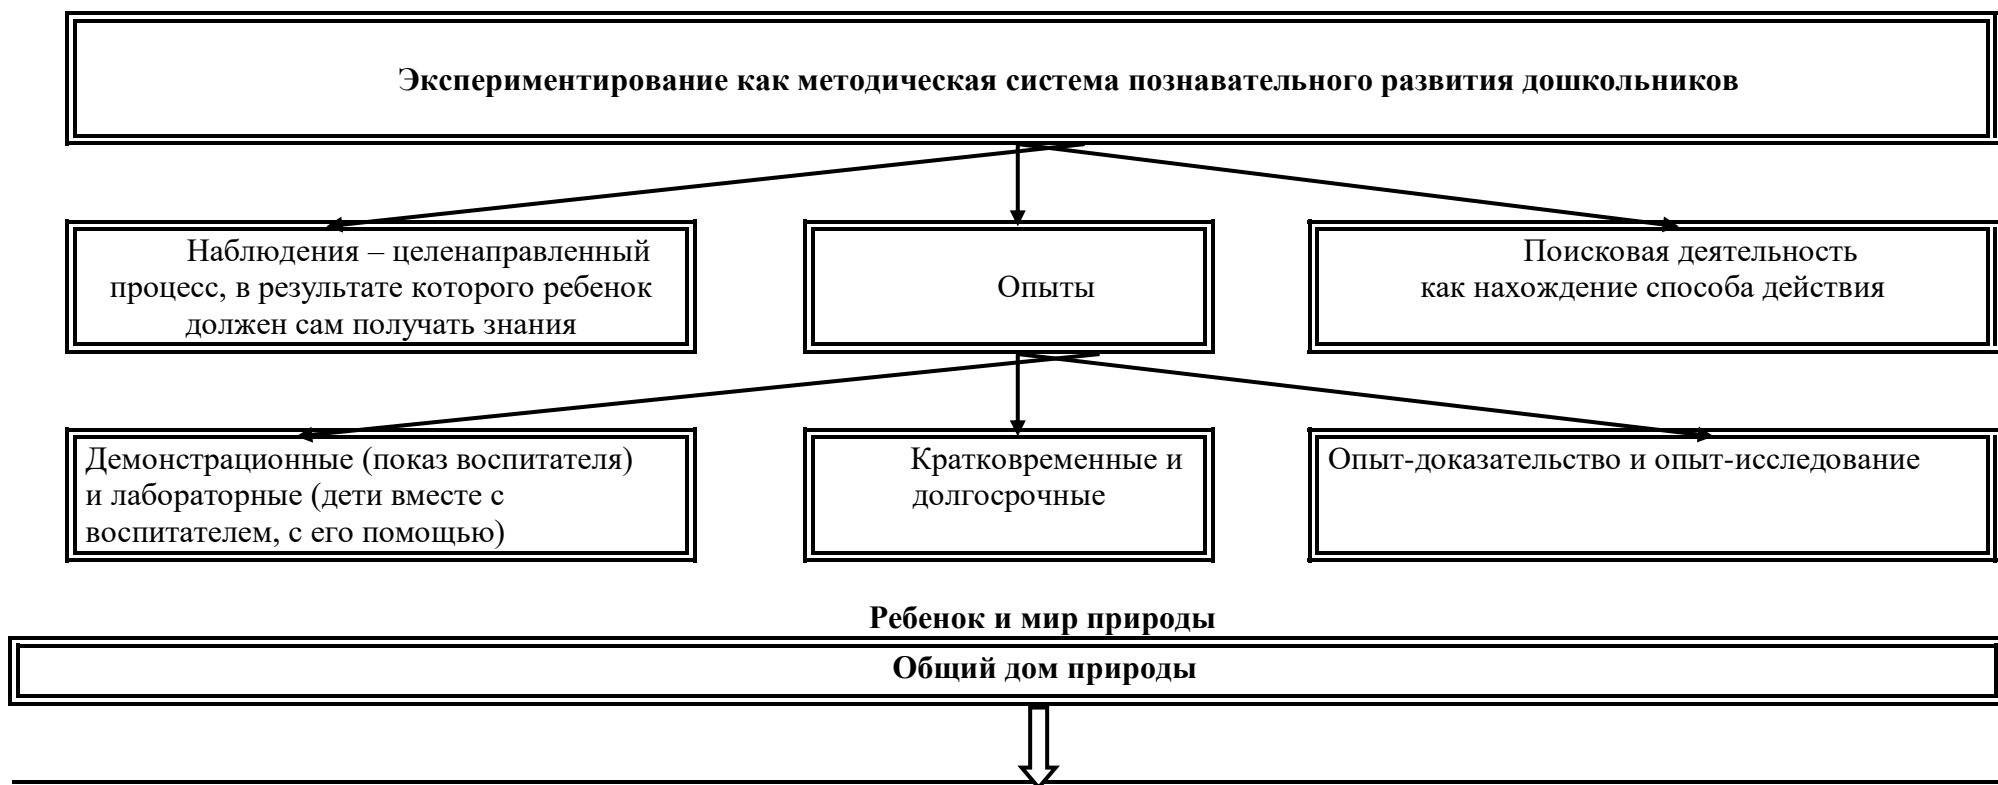 Экспериментирование как методическая система познавательного развития дошкольников
Наблюдения – целенаправленный
процесс, в результате которого ребенок
должен сам получать знания
Опыты
Поисковая деятельность
как нахождение способа действия
Демонстрационные (показ воспитателя)
и лабораторные (дети вместе с
воспитателем, с его помощью)
Кратковременные и
долгосрочные
Опыт-доказательство и опыт-исследование
Ребенок и мир природы
Общий дом природы